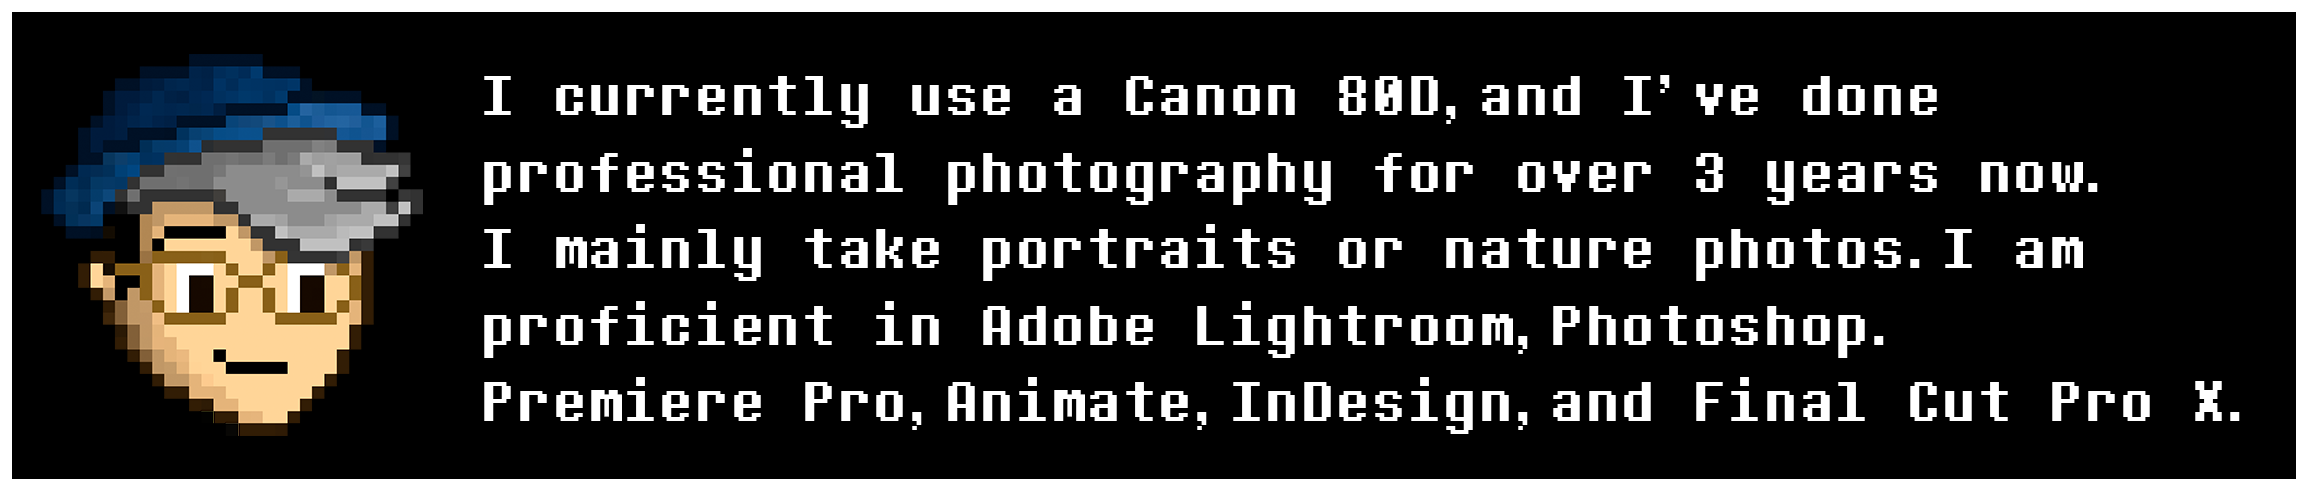 I currently use a Canon 80D, and I've done
professional photography for over 3 years now.
I mainly take portraits or nature photos. I am
proficient in Adobe Lightroom, Photoshop.
Premiere Pro, Animate, InDesign, and Final Cut Pro X.